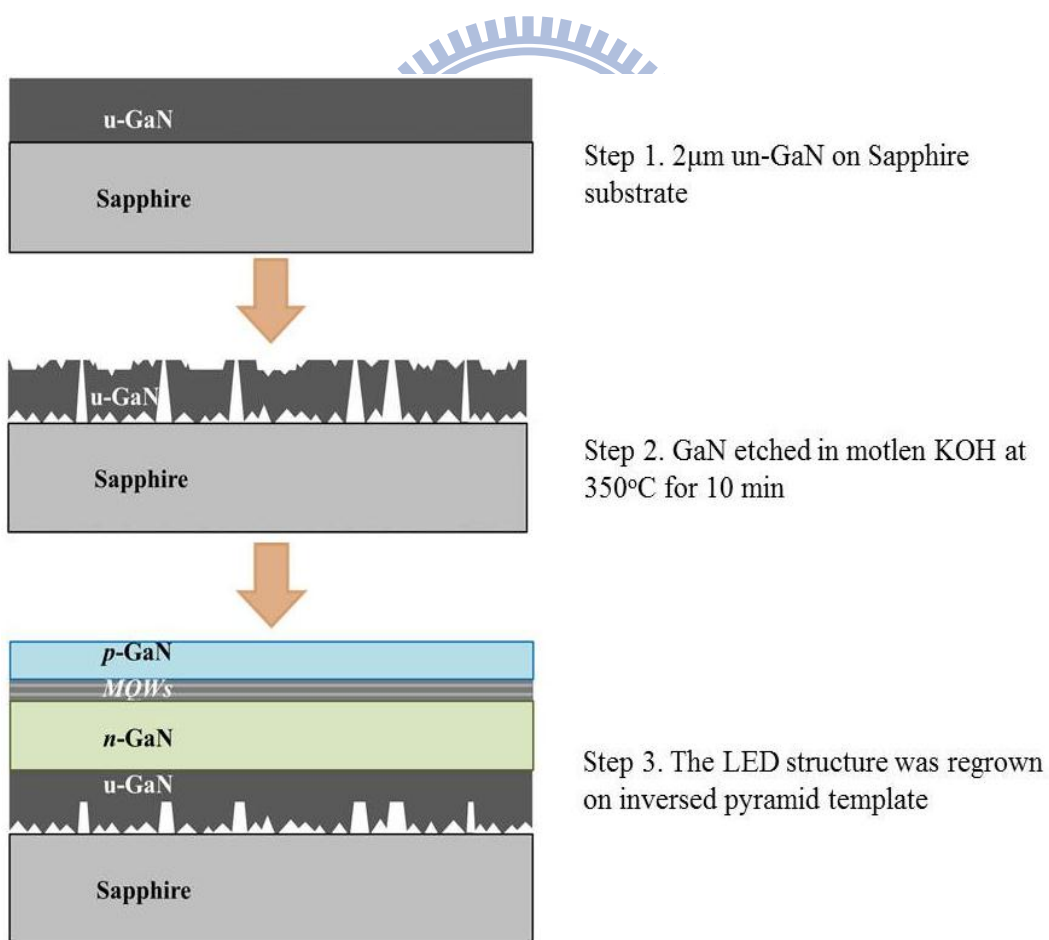 u-GaN
Sapphire
Step 1. 2μm un-GaN on Sapphire
substrate
u-GaN
Sapphire
Step 2. GaN etched in motlen KOH at
350°C for 10 min
p-GaN
MQWs
n-GaN
u-GaN
Sapphire
Step 3. The LED structure was regrown
on inversed pyramid template